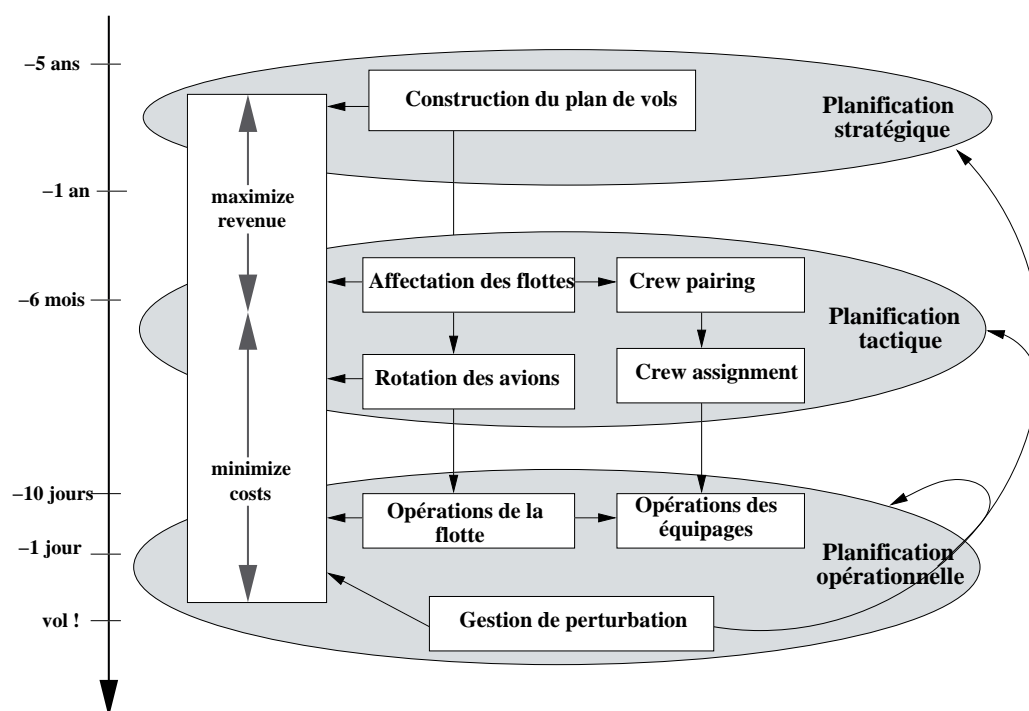 −5 ans
Construction du plan de vols
Planification
stratégique
−1 an
maximize
revenue
Affectation des flottes
Crew pairing
−6 mois
Planification
tactique
Rotation des avions
Crew assignment
minimize
costs
−10 jours
Opérations de la
flotte
Opérations des
équipages
−1 jour
Planification
opérationnelle
vol !
Gestion de perturbation